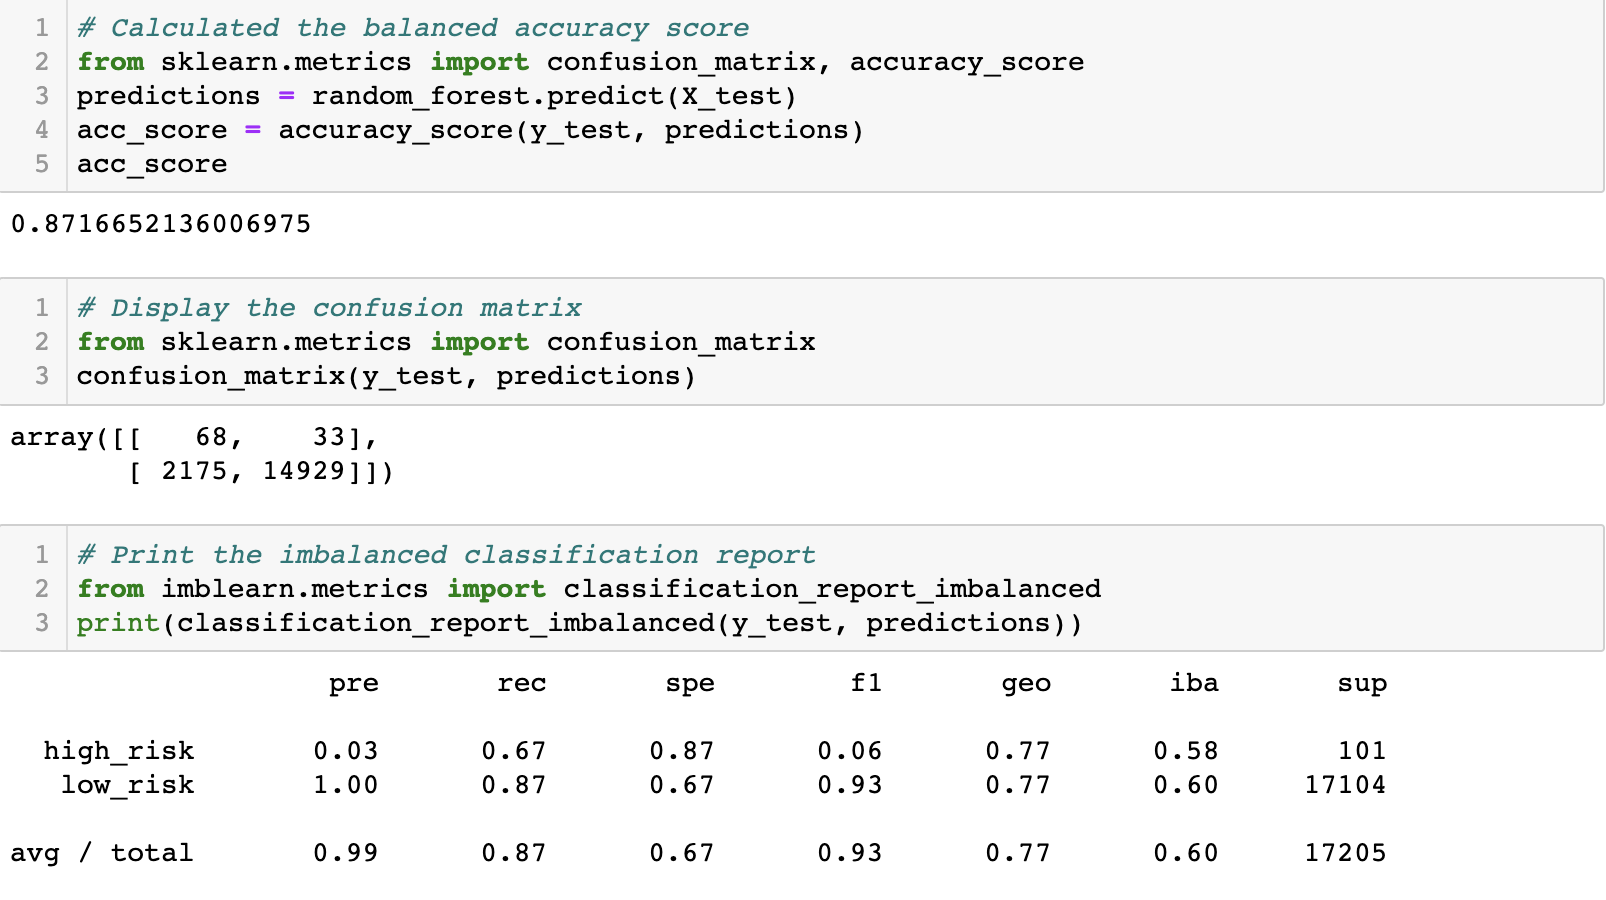 1 # Calculated the balanced accuracy score
2 from sklearn.metrics import confusion_matrix, accuracy_score
3 predictions = random_forest.predict(X_test)
4 acc_score = accuracy_score(y_test, predictions)
5 acc_score
0.8716652136006975
1 # Display the confusion matrix
2 from sklearn.metrics import confusion_matrix
3 confusion_matrix(y_test, predictions)
array([[   68,    33],
       [ 2175, 14929]])
1 # Print the imbalanced classification report
2 from imblearn.metrics import classification_report_imbalanced
3 print(classification_report_imbalanced(y_test, predictions))
pre rec spe f1 geo iba sup
high_risk 0.03 0.67 0.87 0.06 0.77 0.58 101
low_risk 1.00 0.87 0.67 0.93 0.77 0.60 17104
avg / total 0.99 0.87 0.67 0.93 0.77 0.60 17205